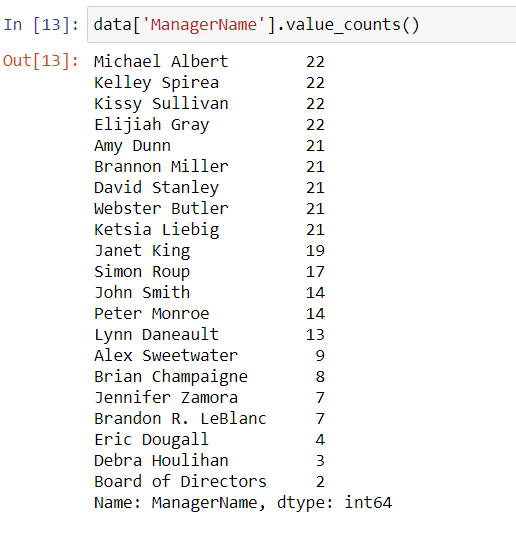 In [13]: data['ManagerName'].value_counts()
Out[13]: Michael Albert 22
Kelley Spirea 22
Kissy Sullivan 22
Elijiah Gray 22
Amy Dunn 21
Brannon Miller 21
David Stanley 21
Webster Butler 21
Ketsia Liebig 21
Janet King 19
Simon Roup 17
John Smith 14
Peter Monroe 14
Lynn Daneault 13
Alex Sweetwater 9
Brian Champaigne 8
Jennifer Zamora 7
Brandon R. LeBlanc 7
Eric Dougall 4
Debra Houlihan 3
Board of Directors 2
Name: ManagerName, dtype: int64